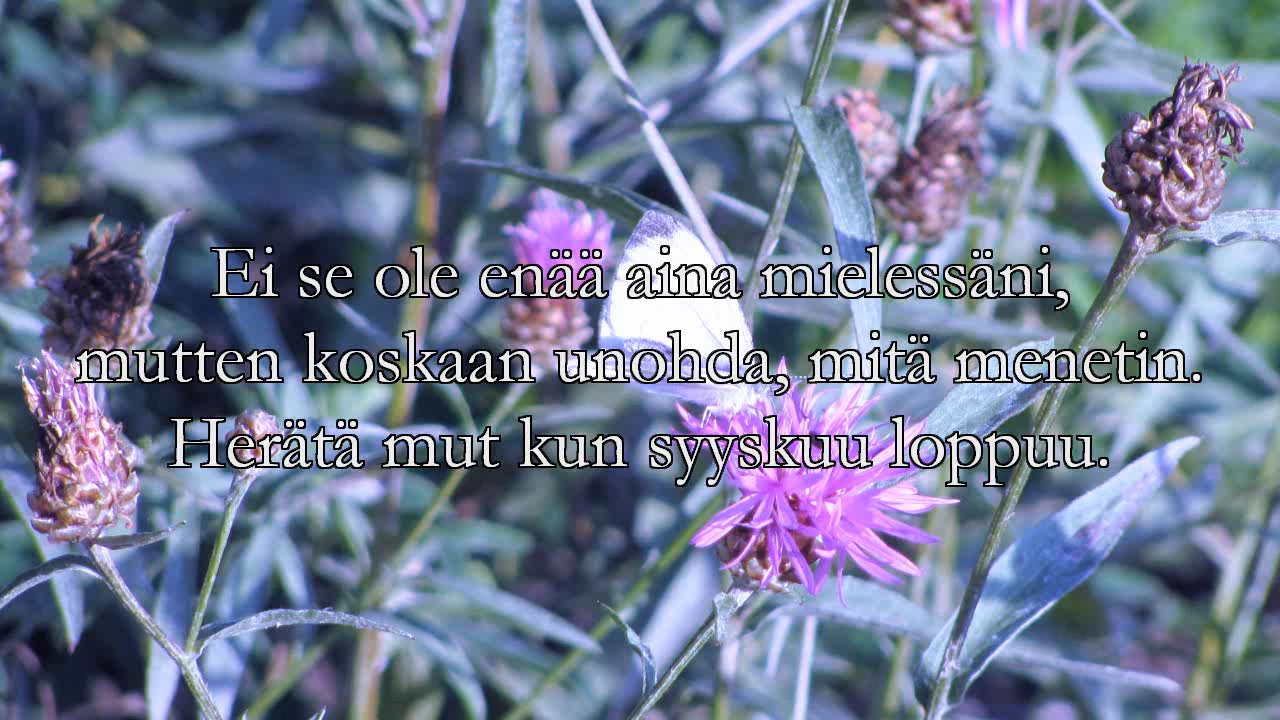 Ei se ole enää aina mielessäni,
mutten koskaan unohda, mitä menetin.
Herätä mut kun syyskuu loppuu.